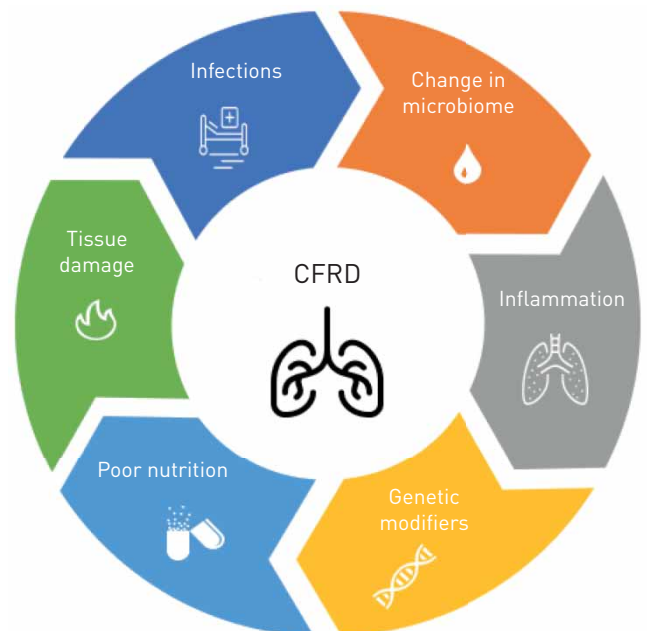 Infections
Change in
microbiome
Inflammation
Genetic
modifiers
Poor nutrition
Tissue
damage
CFRD